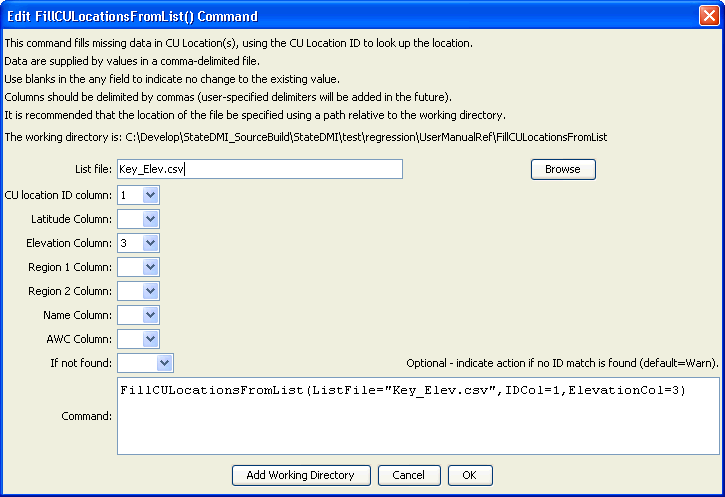 Edit FillCULocationsFromList() Command
This command fills missing data in CU Location(s), using the CU Location ID to look up the location.
Data are supplied by values in a comma-delimited file.
Use blanks in the any field to indicate no change to the existing value.
Columns should be delimited by commas (user-specified delimiters will be added in the future).
It is recommended that the location of the file be specified using a path relative to the working directory.
The working directory is: C:\Develop\StateDMI_SourceBuild\StateDMI\test\regression\UserManualRef\FillCULocationsFromList
List file: Key_Elev.csv Browse
CU location ID column: 1
Latitude Column:
Elevation Column: 3
Region 1 Column:
Region 2 Column:
Name Column:
AWC Column:
If not found: Optional - indicate action if no ID match is found (default=Warn).
FillCULocationsFromList(ListFile="Key_Elev.csv",IDCol=1,ElevationCol=3)
Command:
Add Working Directory Cancel OK